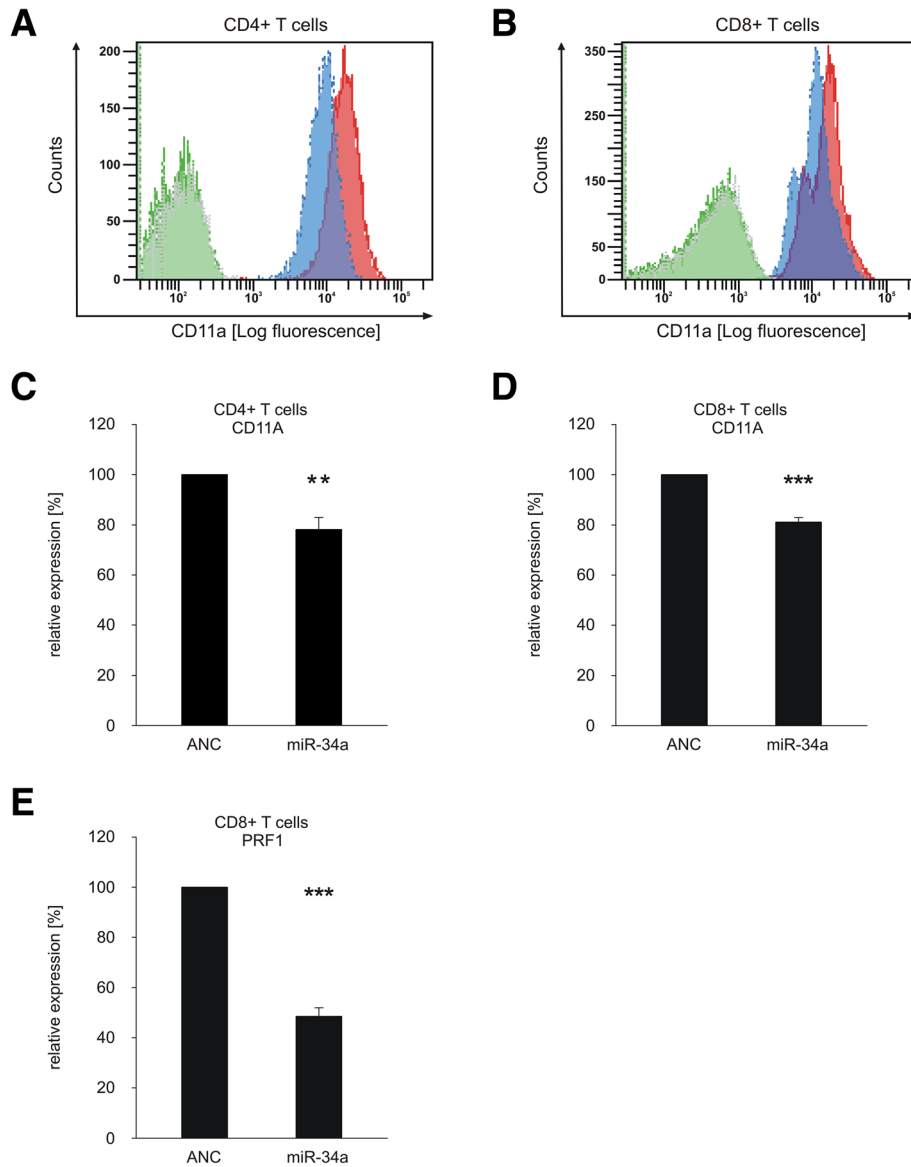 A
CD4+ T cells
200
150
100
50
0
Counts
10²
10³
10⁴
10⁵
CD11a [Log fluorescence]
B
CD8+ T cells
350
250
150
50
0
Counts
10²
10³
10⁴
10⁵
CD11a [Log fluorescence]
C
CD4+ T cells
CD11A
120
100
80
60
40
20
0
relative expression [%]
**
ANC
miR-34a
D
CD8+ T cells
CD11A
120
100
80
60
40
20
0
relative expression [%]
***
ANC
miR-34a
E
CD8+ T cells
PRF1
120
100
80
60
40
20
0
relative expression [%]
***
ANC
miR-34a